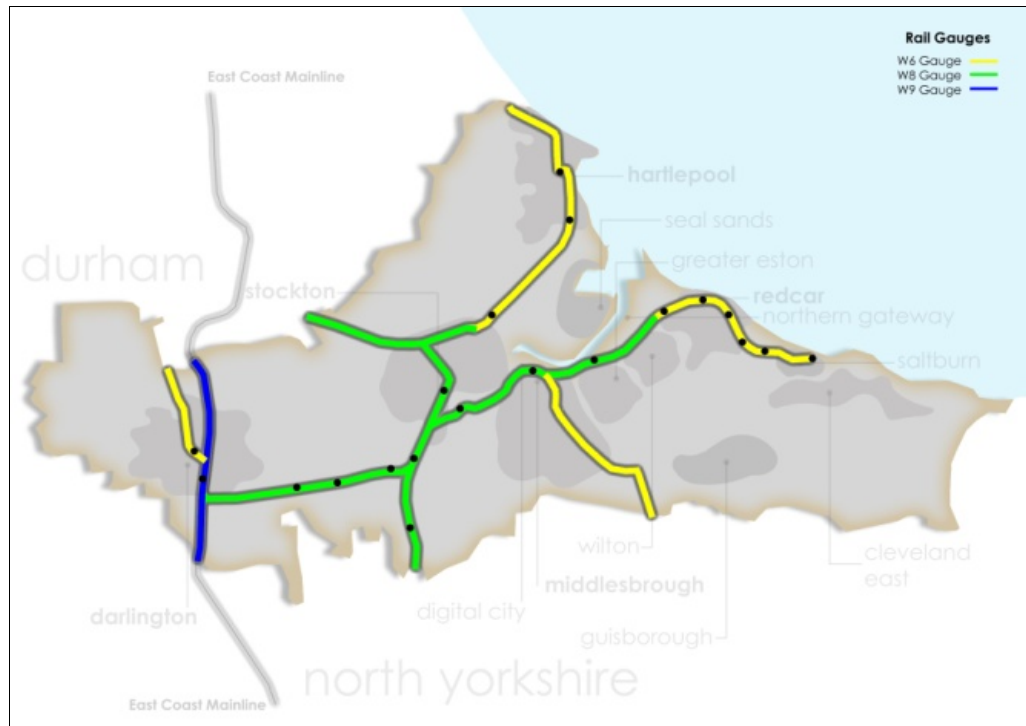 Rail Gauges
W6 Gauge
W8 Gauge
W9 Gauge
East Coast Mainline
hartlepool
seal sands
durham
greater eston
stockton
redcar
northern gateway
saltburn
wilton
cleveland
east
middlesbrough
digital city
darlington
guisborough
north yorkshire
East Coast Mainline